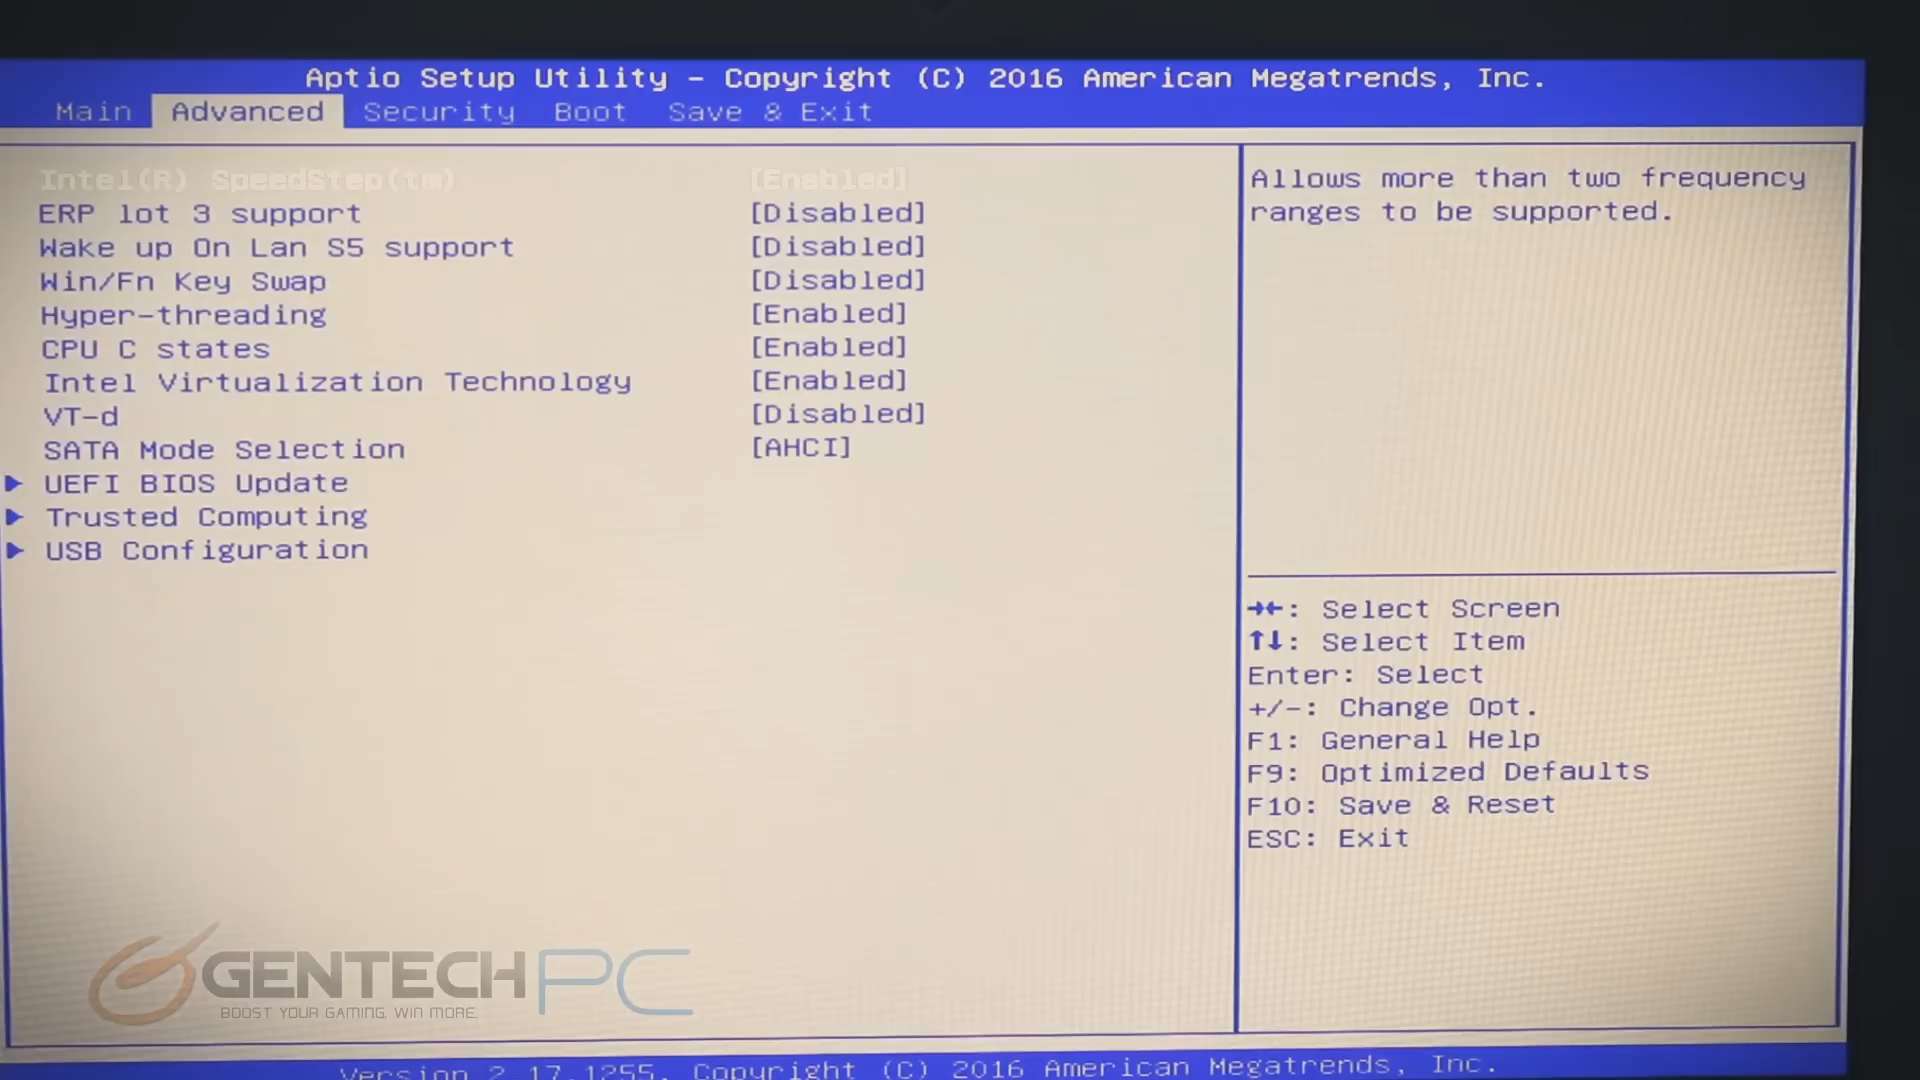 Aptio Setup Utility - Copyright (C) 2016 American Megatrends, Inc.
Main Advanced Security Boot Save & Exit
Intel(R) SpeedStep(tm) [Enabled]
ERP lot 3 support [Disabled]
Wake up On Lan S5 support [Disabled]
Win/Fn Key Swap [Disabled]
Hyper-threading [Enabled]
CPU C states [Enabled]
Intel Virtualization Technology [Enabled]
VT-d [Disabled]
SATA Mode Selection [AHCI]
► UEFI BIOS Update
► Trusted Computing
► USB Configuration
Allows more than two frequency
ranges to be supported.
→←: Select Screen
↑↓: Select Item
Enter: Select
+/-: Change Opt.
F1: General Help
F9: Optimized Defaults
F10: Save & Reset
ESC: Exit
GENTECH PC
BOOST YOUR GAMING. WIN MORE.
Version 2.17.1255. Copyright (C) 2016 American Megatrends, Inc.